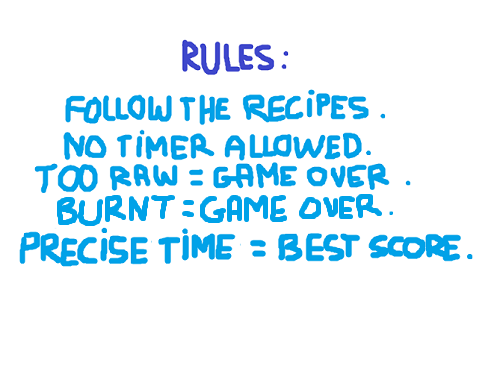 RULES:
FOLLOW THE RECIPES.
NO TIMER ALLOWED.
TOO RAW = GAME OVER.
BURNT = GAME OVER.
PRECISE TIME = BEST SCORE.